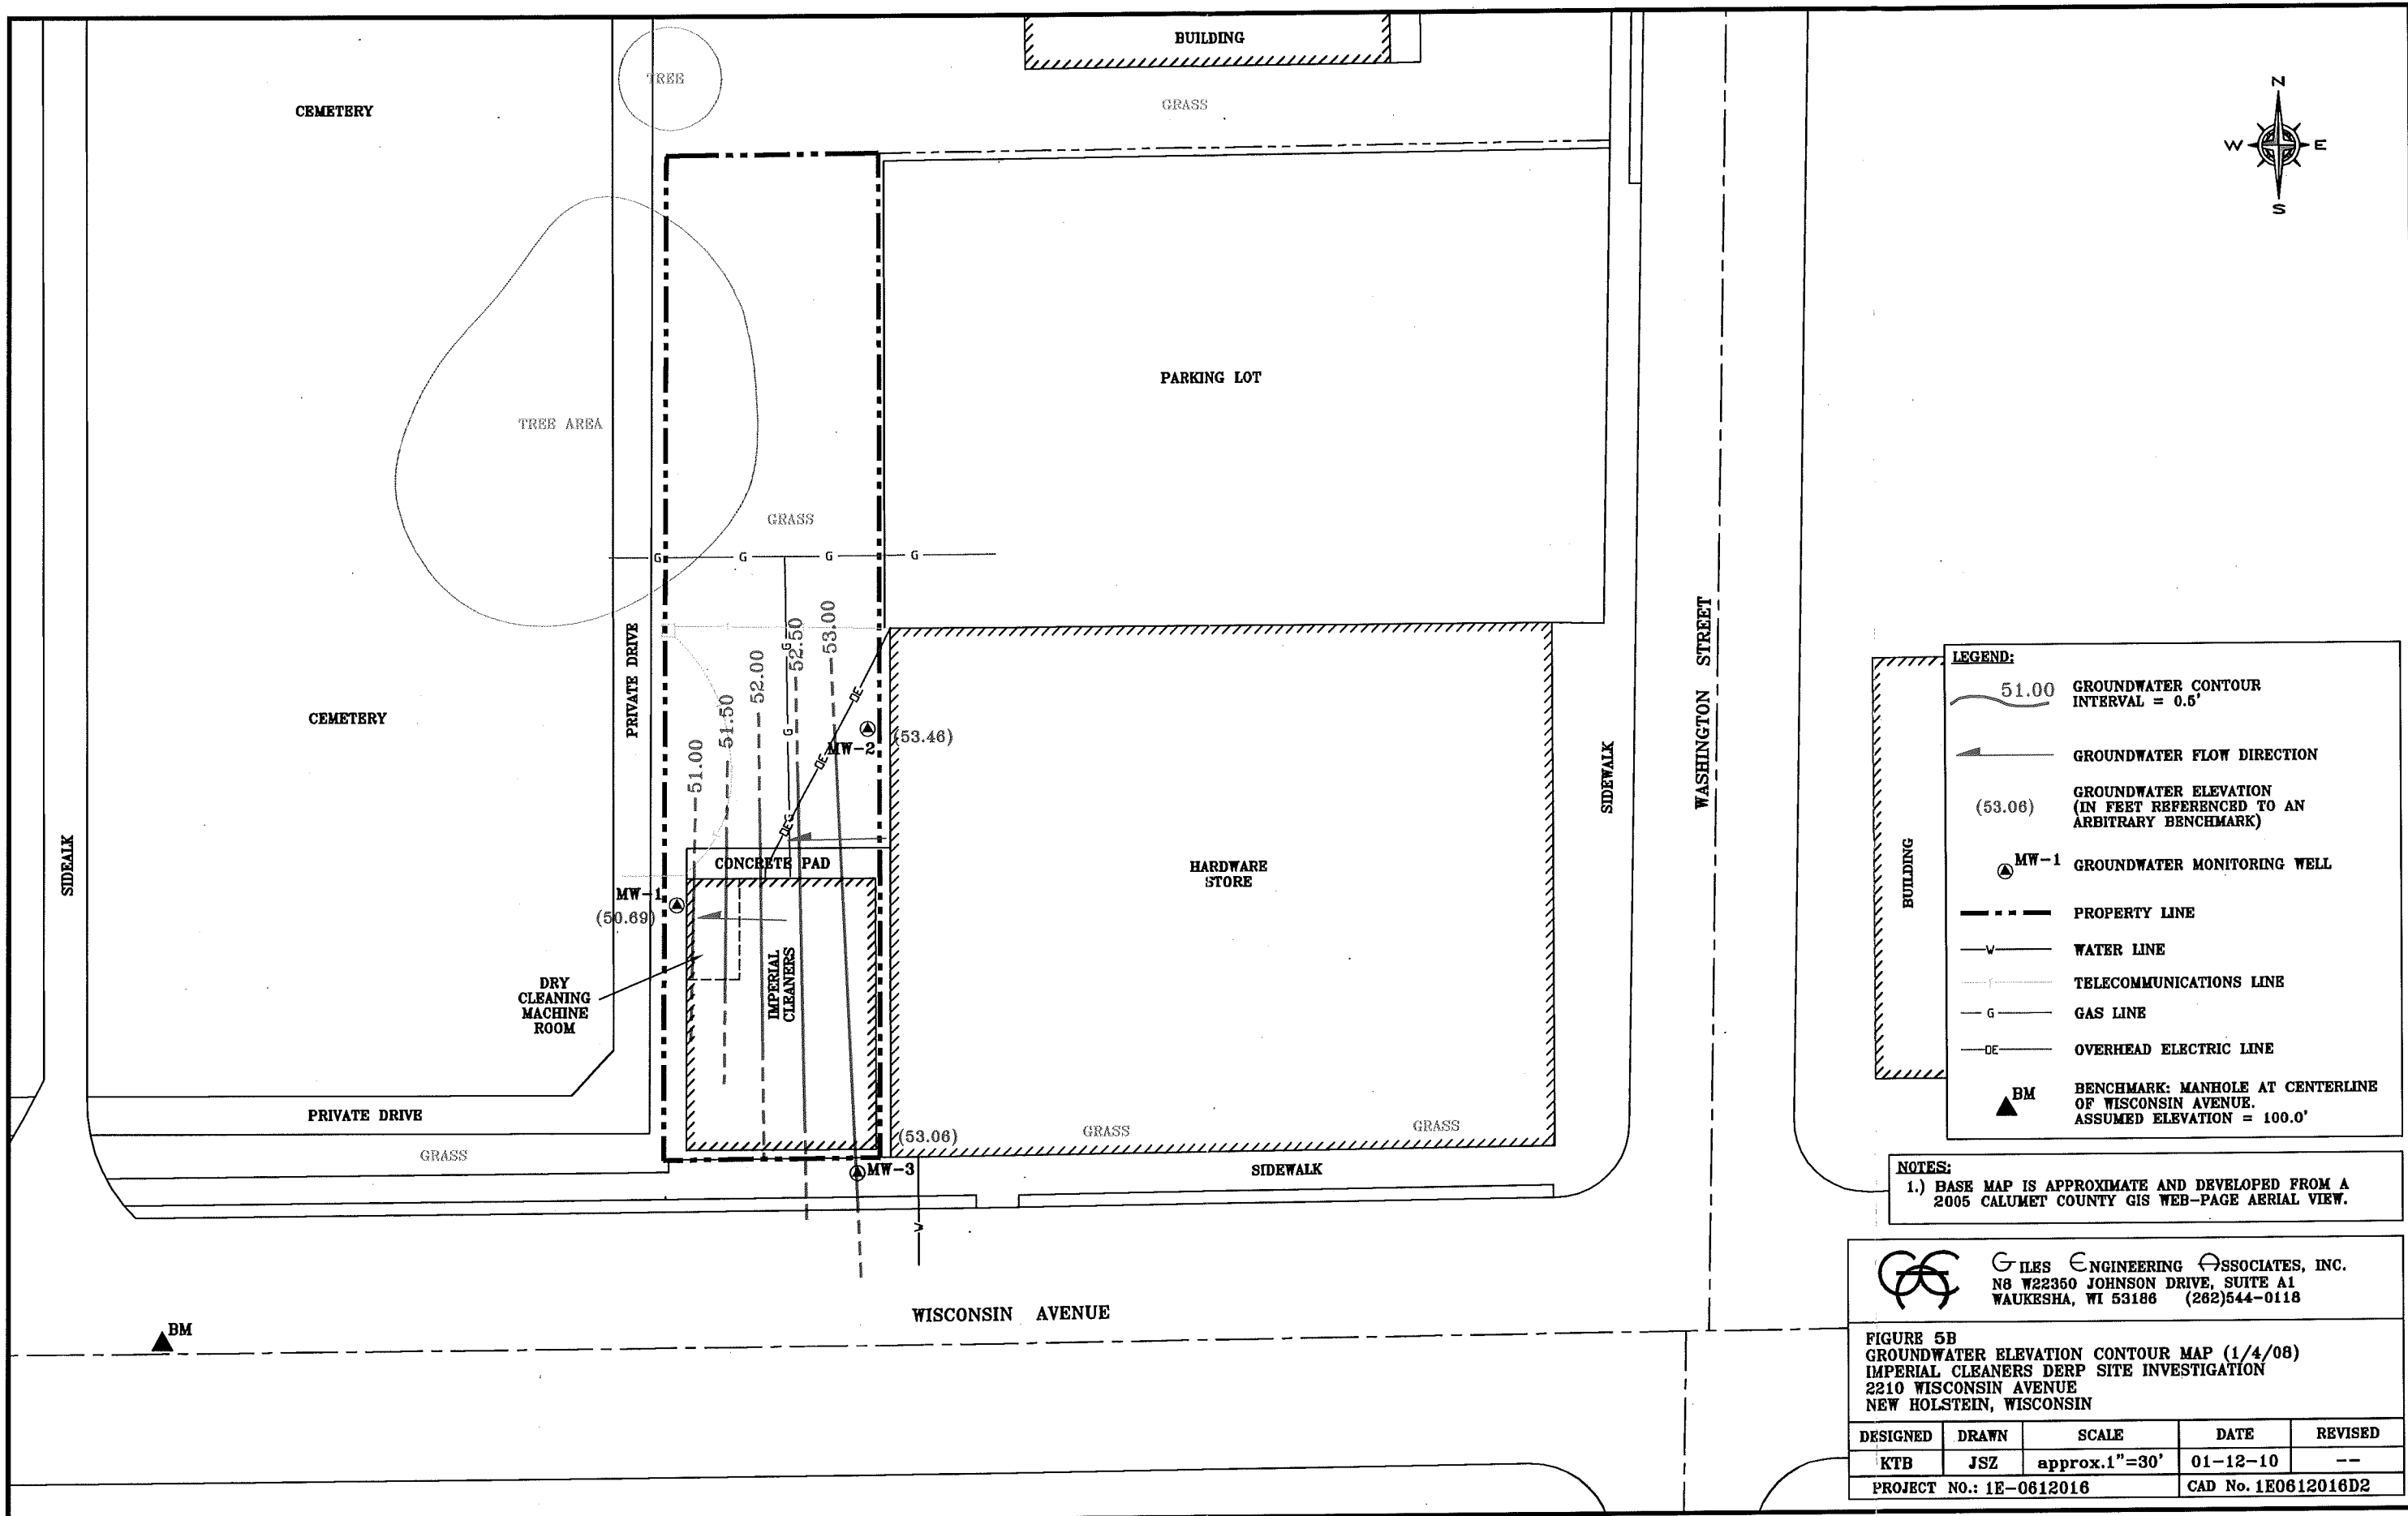 BUILDING
TREE
GRASS
CEMETERY
N
W E
S
PARKING LOT
TREE AREA
GRASS
G G G G
PRIVATE DRIVE
51.00
51.50
52.00
52.50
53.00
G
G
G
OE
OE
OE
MW-2
(53.46)
CEMETERY
SIDEALK
CONCRETE PAD
MW-1
(50.69)
DRY
CLEANING
MACHINE
ROOM
IMPERIAL
CLEANERS
HARDWARE
STORE
SIDEWALK
WASHINGTON STREET
BUILDING
PRIVATE DRIVE
GRASS
(53.06)
GRASS
GRASS
MW-3
SIDEWALK
W
WISCONSIN AVENUE
BM
LEGEND:
51.00 GROUNDWATER CONTOUR
INTERVAL = 0.5'
GROUNDWATER FLOW DIRECTION
GROUNDWATER ELEVATION
(53.06) (IN FEET REFERENCED TO AN
ARBITRARY BENCHMARK)
MW-1 GROUNDWATER MONITORING WELL
PROPERTY LINE
W WATER LINE
T TELECOMMUNICATIONS LINE
G GAS LINE
OE OVERHEAD ELECTRIC LINE
BM BENCHMARK: MANHOLE AT CENTERLINE
OF WISCONSIN AVENUE.
ASSUMED ELEVATION = 100.0'
NOTES:
1.) BASE MAP IS APPROXIMATE AND DEVELOPED FROM A
2005 CALUMET COUNTY GIS WEB-PAGE AERIAL VIEW.
GILES ENGINEERING ASSOCIATES, INC.
N8 W22350 JOHNSON DRIVE, SUITE A1
WAUKESHA, WI 53186 (262)544-0118
FIGURE 5B
GROUNDWATER ELEVATION CONTOUR MAP (1/4/08)
IMPERIAL CLEANERS DERP SITE INVESTIGATION
2210 WISCONSIN AVENUE
NEW HOLSTEIN, WISCONSIN
DESIGNED DRAWN SCALE DATE REVISED
KTB JSZ approx.1"=30' 01-12-10 --
PROJECT NO.: 1E-0612016 CAD No. 1E0612016D2